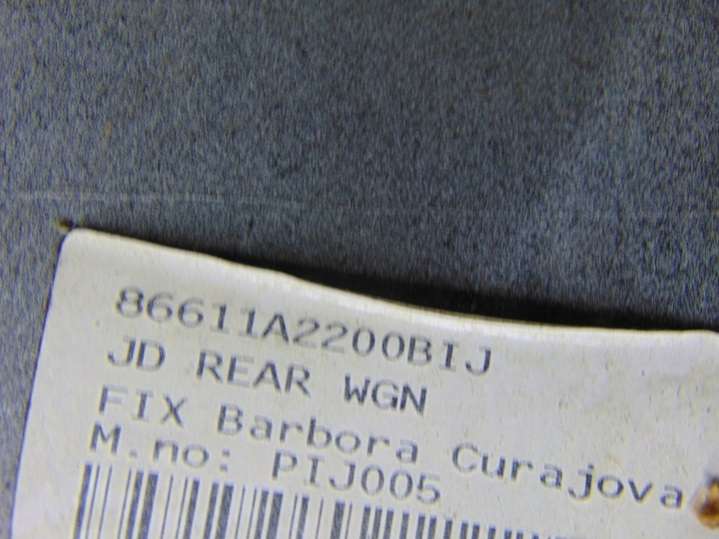 86611A2200BIJ
JD REAR WGN
FIX Barbora Curajova
M.no: PIJ005